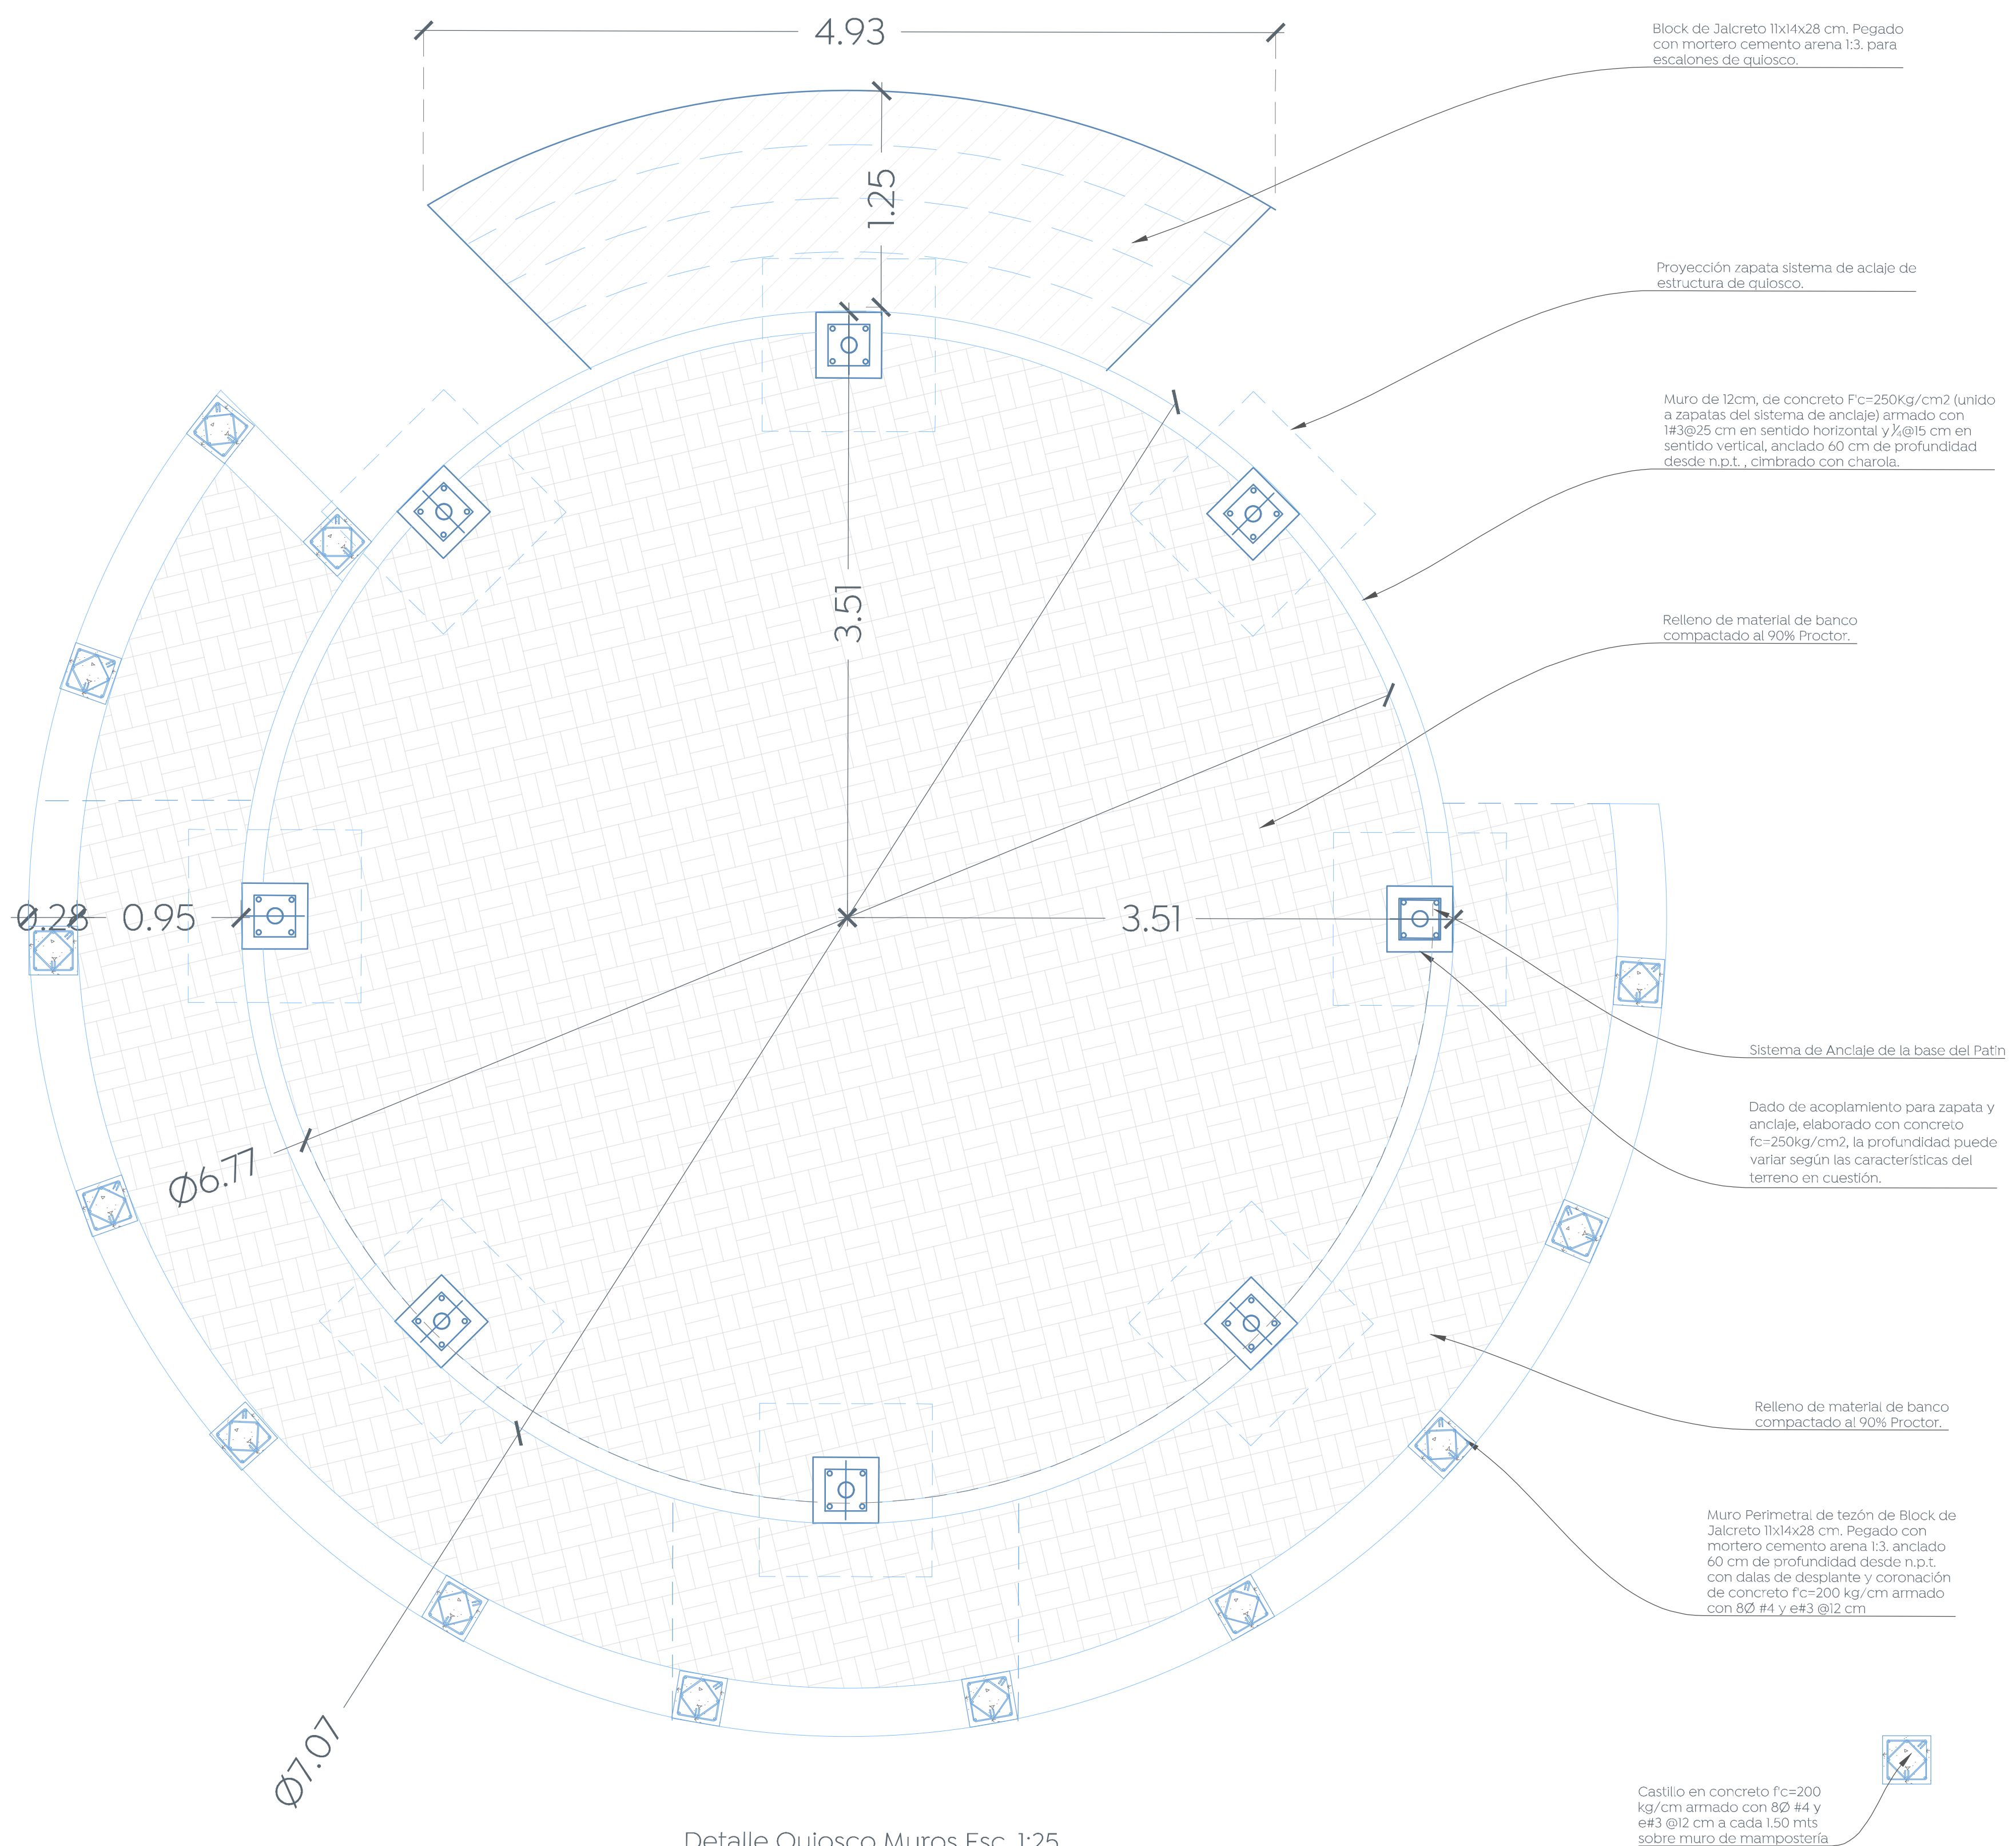 4.93
Block de Jalcreto 11x14x28 cm. Pegado
con mortero cemento arena 1:3. para
escalones de quiosco.
1.25
Proyección zapata sistema de aclaje de
estructura de quiosco.
Muro de 12cm, de concreto F'c=250Kg/cm2 (unido
a zapatas del sistema de anclaje) armado con
1#3@25 cm en sentido horizontal y ¼@15 cm en
sentido vertical, anclado 60 cm de profundidad
desde n.p.t. , cimbrado con charola.
3.51
Relleno de material de banco
compactado al 90% Proctor.
0.28
0.95
3.51
Sistema de Anclaje de la base del Patin
Dado de acoplamiento para zapata y
anclaje, elaborado con concreto
fc=250kg/cm2, la profundidad puede
variar según las características del
terreno en cuestión.
Ø6.77
Relleno de material de banco
compactado al 90% Proctor.
Muro Perimetral de tezón de Block de
Jalcreto 11x14x28 cm. Pegado con
mortero cemento arena 1:3. anclado
60 cm de profundidad desde n.p.t.
con dalas de desplante y coronación
de concreto f'c=200 kg/cm armado
con 8Ø #4 y e#3 @12 cm
Ø7.07
Castillo en concreto f'c=200
kg/cm armado con 8Ø #4 y
e#3 @12 cm a cada 1.50 mts
sobre muro de mampostería
Detalle Quiosco Muros Esc. 1:25